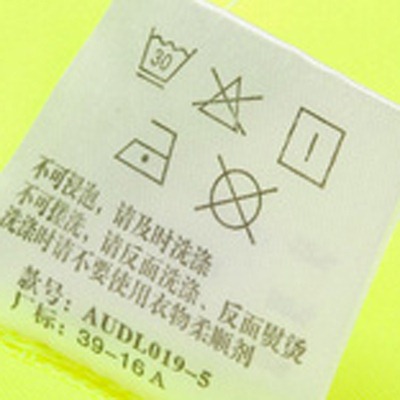 30
不可浸泡，请及时洗涤
不可搓洗，请反面洗涤、反面熨烫
洗涤时请不要使用衣物柔顺剂
款号：AUDL019-5
厂标：39-16A